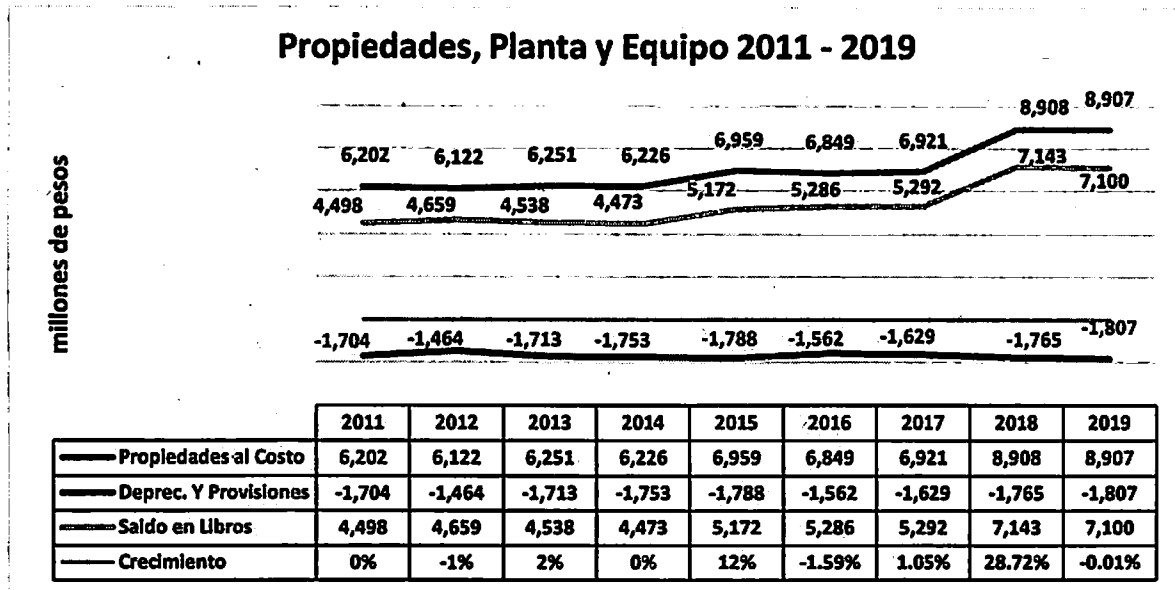 Propiedades, Planta y Equipo 2011 - 2019
millones de pesos
8,908 8,907
6,202 6,122 6,251 6,226 6,959 6,849 6,921
7,143
7,100
4,498 4,659 4,538 4,473 5,172 5,286 5,292
-1,704 -1,464 -1,713 -1,753 -1,788 -1,562 -1,629 -1,765 -1,807
2011 2012 2013 2014 2015 2016 2017 2018 2019
Propiedades al Costo 6,202 6,122 6,251 6,226 6,959 6,849 6,921 8,908 8,907
Deprec. Y Provisiones -1,704 -1,464 -1,713 -1,753 -1,788 -1,562 -1,629 -1,765 -1,807
Saldo en Libros 4,498 4,659 4,538 4,473 5,172 5,286 5,292 7,143 7,100
Crecimiento 0% -1% 2% 0% 12% -1.59% 1.05% 28.72% -0.01%